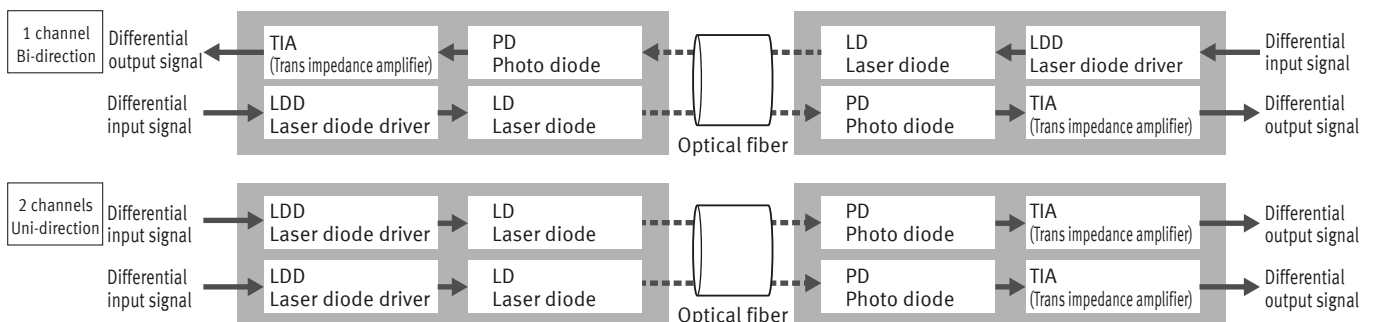 1 channel
Bi-direction
Differential
output signal
TIA
(Trans impedance amplifier)
PD
Photo diode
LD
Laser diode
LDD
Laser diode driver
Differential
input signal
Differential
input signal
LDD
Laser diode driver
LD
Laser diode
PD
Photo diode
TIA
(Trans impedance amplifier)
Differential
output signal
Optical fiber
2 channels
Uni-direction
Differential
input signal
LDD
Laser diode driver
LD
Laser diode
PD
Photo diode
TIA
(Trans impedance amplifier)
Differential
output signal
Differential
input signal
LDD
Laser diode driver
LD
Laser diode
PD
Photo diode
TIA
(Trans impedance amplifier)
Differential
output signal
Optical fiber